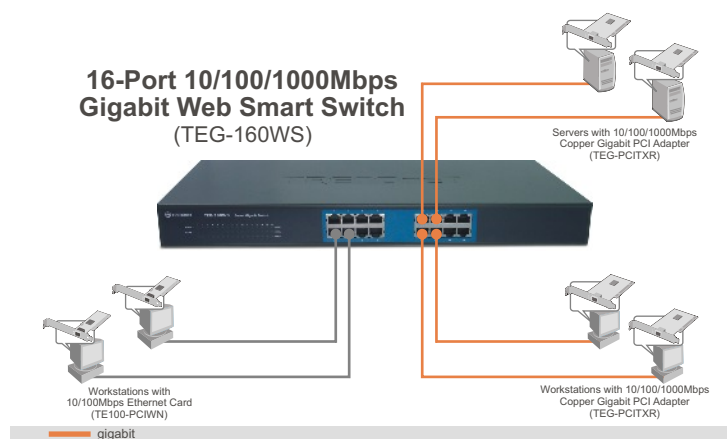 16-Port 10/100/1000Mbps
Gigabit Web Smart Switch
(TEG-160WS)
Servers with 10/100/1000Mbps
Copper Gigabit PCI Adapter
(TEG-PCITXR)
Workstations with
10/100Mbps Ethernet Card
(TE100-PCIWN)
Workstations with 10/100/1000Mbps
Copper Gigabit PCI Adapter
(TEG-PCITXR)
gigabit